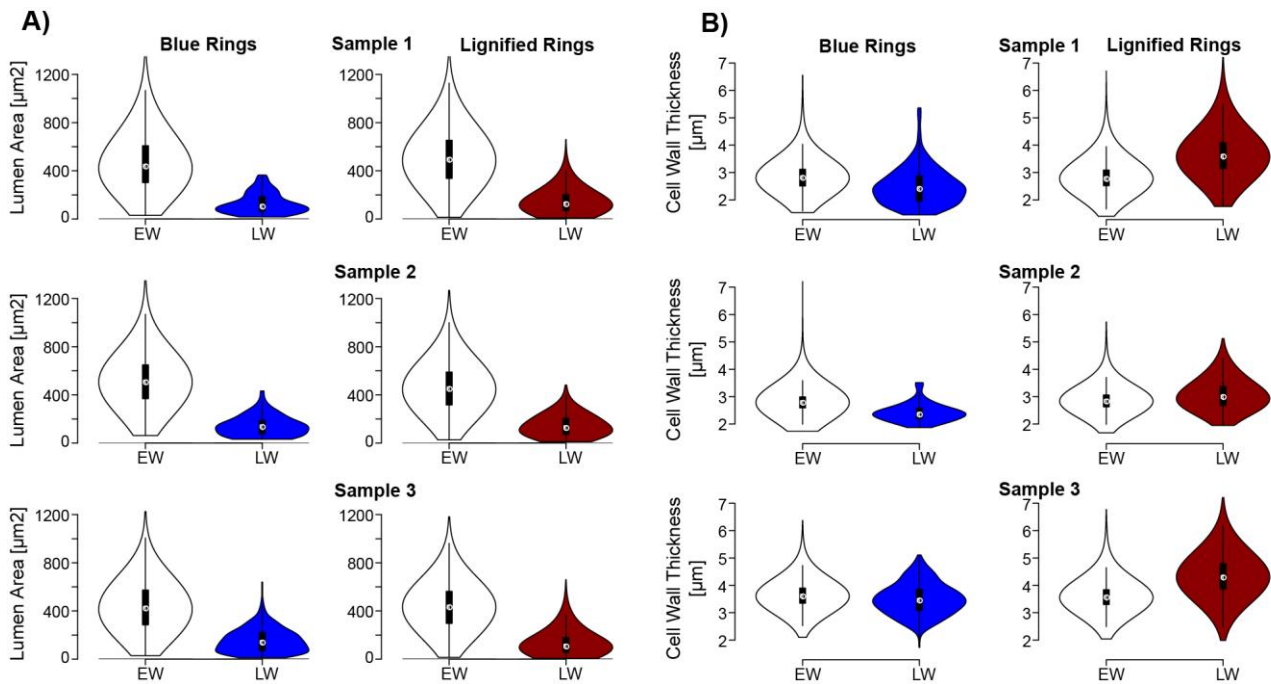 A)
Sample 1
Blue Rings
Lignified Rings
Lumen Area [µm2]
1200
800
400
0
EW
LW
1200
800
400
0
EW
LW
Sample 2
Lumen Area [µm2]
1200
800
400
0
EW
LW
1200
800
400
0
EW
LW
Sample 3
Lumen Area [µm2]
1200
800
400
0
EW
LW
1200
800
400
0
EW
LW
B)
Sample 1
Blue Rings
Lignified Rings
Cell Wall Thickness
[µm]
7
6
5
4
3
2
EW
LW
7
6
5
4
3
2
EW
LW
Sample 2
Cell Wall Thickness
[µm]
7
6
5
4
3
2
EW
LW
7
6
5
4
3
2
EW
LW
Sample 3
Cell Wall Thickness
[µm]
7
6
5
4
3
2
EW
LW
7
6
5
4
3
2
EW
LW